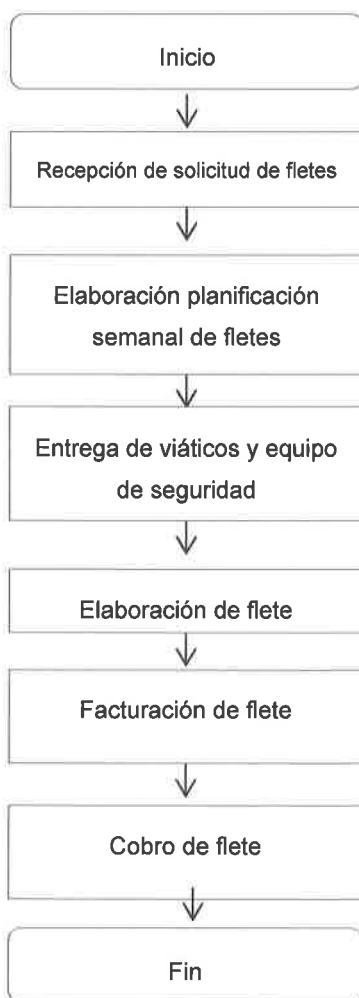 Inicio
Recepción de solicitud de fletes
Elaboración planificación
semanal de fletes
Entrega de viáticos y equipo
de seguridad
Elaboración de flete
Facturación de flete
Cobro de flete
Fin